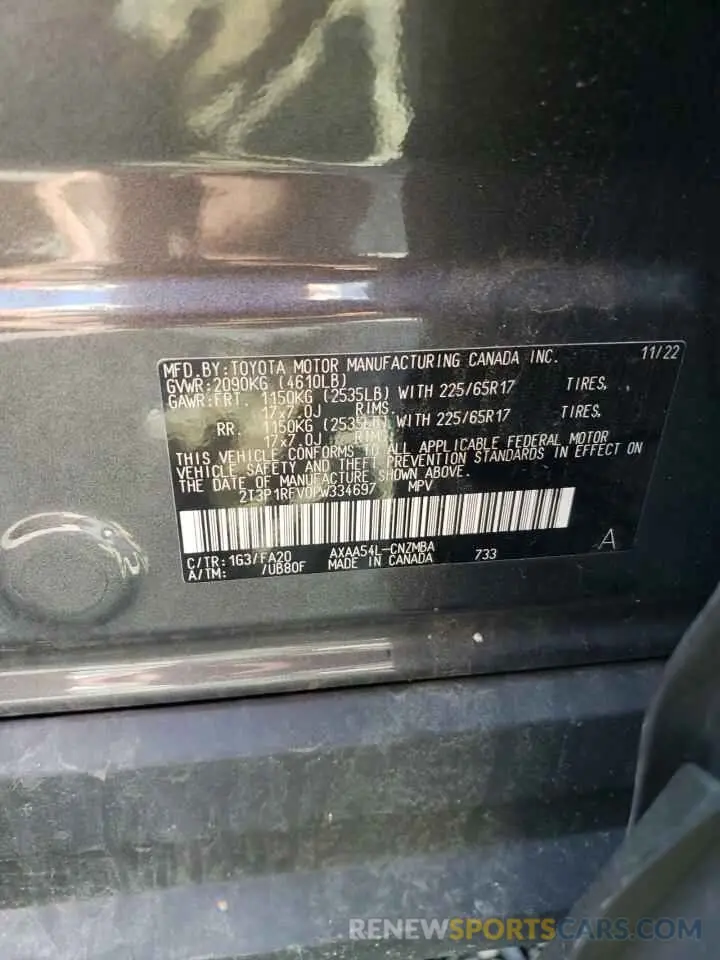 MFD.BY:TOYOTA MOTOR MANUFACTURING CANADA INC. 11/22
GVWR:2090KG (4610LB)
GAWR:FRT. 1150KG (2535LB) WITH 225/65R17 TIRES,
17x7.0J RIMS.
RR. 1150KG (2535LB) WITH 225/65R17 TIRES,
17x7.0J RIMS.
THIS VEHICLE CONFORMS TO ALL APPLICABLE FEDERAL MOTOR
VEHICLE SAFETY AND THEFT PREVENTION STANDARDS IN EFFECT ON
THE DATE OF MANUFACTURE SHOWN ABOVE.
2T3P1RFV0PW334697 MPV
C/TR:1G3/FA20 AXAA54L-CNZMBA 733
A/TM: /UB80F MADE IN CANADA
A
RENEWSPORTSCARS.COM